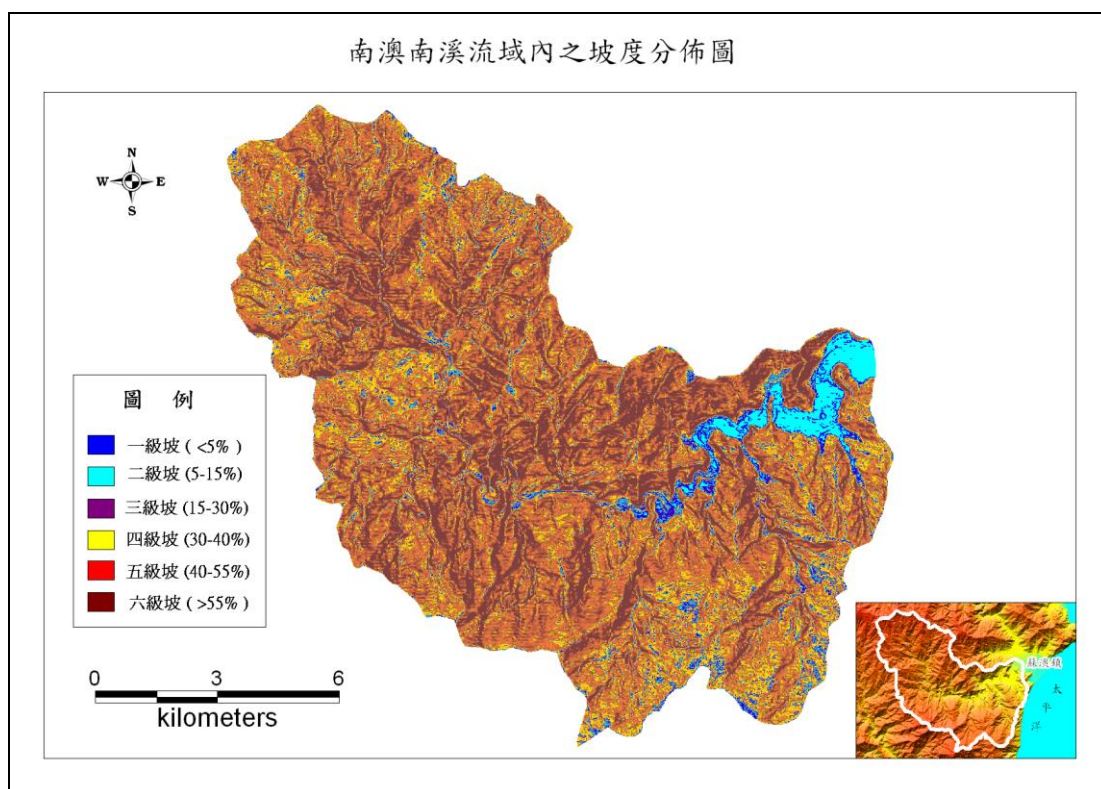 南澳南溪流域內之坡度分佈圖
N
W E
S
圖 例
一級坡 ( <5% )
二級坡 (5-15%)
三級坡 (15-30%)
四級坡 (30-40%)
五級坡 (40-55%)
六級坡 ( >55% )
0 3 6
kilometers
蘇澳鎮
太
平
洋